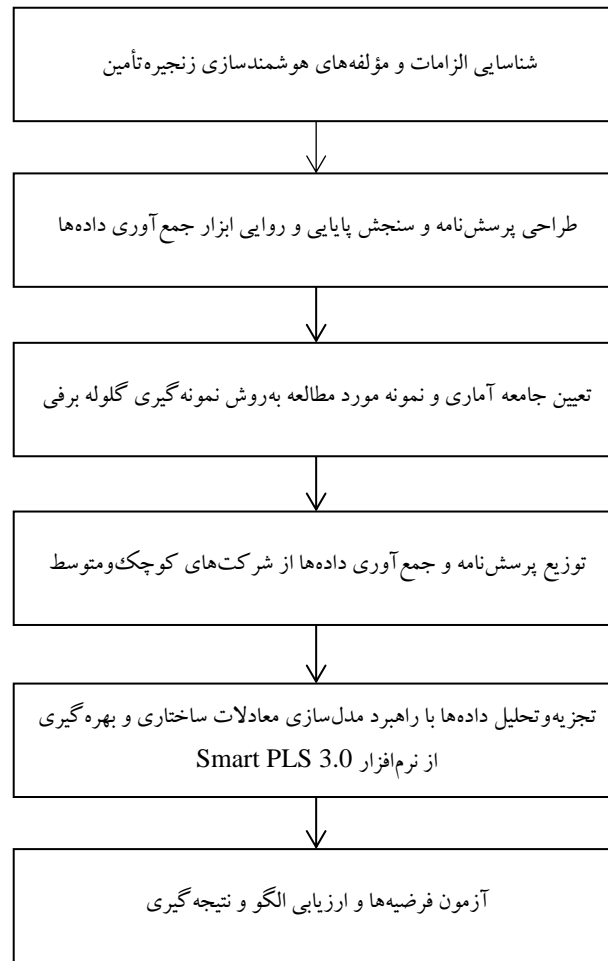 شناسایی الزامات و مؤلفه‌های هوشمندسازی زنجیره‌تأمین
طراحی پرسش‌نامه و سنجش پایایی و روایی ابزار جمع‌آوری داده‌ها
تعیین جامعه آماری و نمونه مورد مطالعه به‌روش نمونه‌گیری گلوله برفی
توزیع پرسش‌نامه و جمع‌آوری داده‌ها از شرکت‌های کوچک‌ومتوسط
تجزیه‌وتحلیل داده‌ها با راهبرد مدل‌سازی معادلات ساختاری و بهره‌گیری
از نرم‌افزار Smart PLS 3.0
آزمون فرضیه‌ها و ارزیابی الگو و نتیجه‌گیری